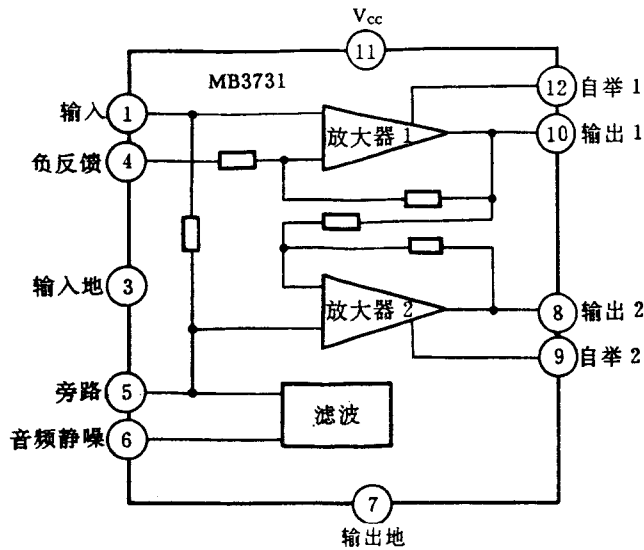 Vcc
11
MB3731
12 自举 1
输入 1
放大器 1
10 输出 1
负反馈 4
输入地 3
放大器 2
8 输出 2
9 自举 2
旁路 5
滤波
音频静噪 6
7
输出地